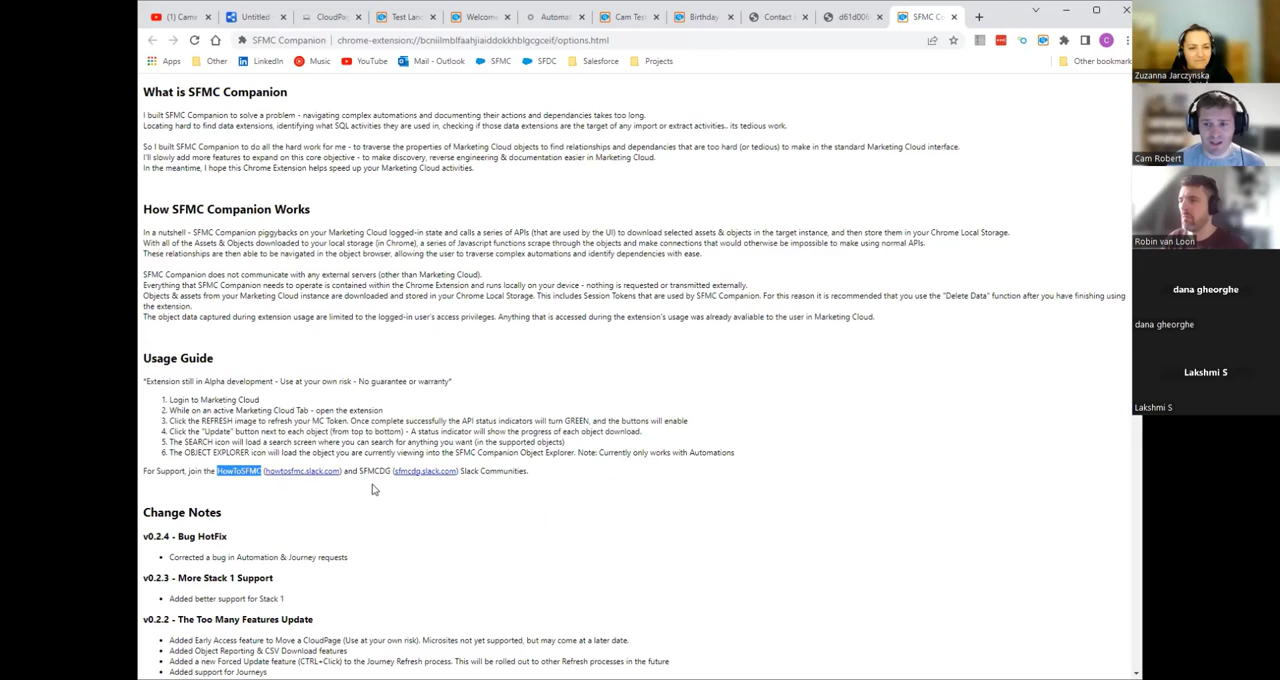 (1) Came
Untitled
CloudPag
Test Lan
Welcome
Automat
Cam Test
Birthday
Contact
d61d006
SFMC Co
SFMC Companion | chrome-extension://bcniilmblfaahjiaiddokkhblgcgceif/options.html
Apps Other LinkedIn Music YouTube Mail - Outlook SFMC SFDC Salesforce Projects Other bookmark
What is SFMC Companion
I built SFMC Companion to solve a problem - navigating complex automations and documenting their actions and dependancies takes too long.
Locating hard to find data extensions, identifying what SQL activities they are used in, checking if those data extensions are the target of any import or extract activities.. its tedious work.
So I built SFMC Companion to do all the hard work for me - to traverse the properties of Marketing Cloud objects to find relationships and dependancies that are too hard (or tedious) to make in the standard Marketing Cloud interface.
I'll slowly add more features to expand on this core objective - to make discovery, reverse engineering & documentation easier in Marketing Cloud.
In the meantime, I hope this Chrome Extension helps speed up your Marketing Cloud activities.
How SFMC Companion Works
In a nutshell - SFMC Companion piggybacks on your Marketing Cloud logged-in state and calls a series of APIs (that are used by the UI) to download selected assets & objects in the target instance, and then store them in your Chrome Local Storage.
With all of the Assets & Objects downloaded to your local storage (in Chrome), a series of Javascript functions scrape through the objects and make connections that would otherwise be impossible to make using normal APIs.
These relationships are then able to be navigated in the object browser, allowing the user to traverse complex automations and identify dependencies with ease.
SFMC Companion does not communicate with any external servers (other than Marketing Cloud).
Everything that SFMC Companion needs to operate is contained within the Chrome Extension and runs locally on your device - nothing is requested or transmitted externally.
Objects & assets from your Marketing Cloud instance are downloaded and stored in your Chrome Local Storage. This includes Session Tokens that are used by SFMC Companion. For this reason it is recommended that you use the "Delete Data" function after you have finishing using
the extension.
The object data captured during extension usage are limited to the logged-in user's access privileges. Anything that is accessed during the extension's usage was already avaliable to the user in Marketing Cloud.
Usage Guide
*Extension still in Alpha development - Use at your own risk - No guarantee or warranty*
1. Login to Marketing Cloud
2. While on an active Marketing Cloud Tab - open the extension
3. Click the REFRESH image to refresh your MC Token. Once complete successfully the API status indicators will turn GREEN, and the buttons will enable
4. Click the "Update" button next to each object (from top to bottom) - A status indicator will show the progress of each object download.
5. The SEARCH icon will load a search screen where you can search for anything you want (in the supported objects)
6. The OBJECT EXPLORER icon will load the object you are currently viewing into the SFMC Companion Object Explorer. Note: Currently only works with Automations
For Support, join the HowToSFMC (howtosfmc.slack.com) and SFMCDG (sfmcdg.slack.com) Slack Communities.
Change Notes
v0.2.4 - Bug HotFix
• Corrected a bug in Automation & Journey requests
v0.2.3 - More Stack 1 Support
• Added better support for Stack 1
v0.2.2 - The Too Many Features Update
• Added Early Access feature to Move a CloudPage (Use at your own risk). Microsites not yet supported, but may come at a later date.
• Added Object Reporting & CSV Download features
• Added a new Forced Update feature (CTRL+Click) to the Journey Refresh process. This will be rolled out to other Refresh processes in the future
• Added support for Journeys
Zuzanna Jarczyńska
Cam Robert
Robin van Loon
dana gheorghe
dana gheorghe
Lakshmi S
Lakshmi S